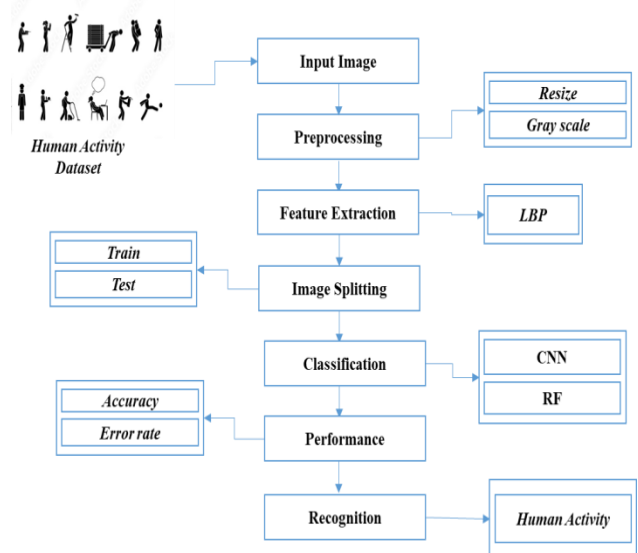 Input Image
Human Activity
Dataset
Preprocessing
Resize
Gray scale
Feature Extraction
LBP
Train
Test
Image Splitting
Classification
CNN
RF
Accuracy
Error rate
Performance
Recognition
Human Activity